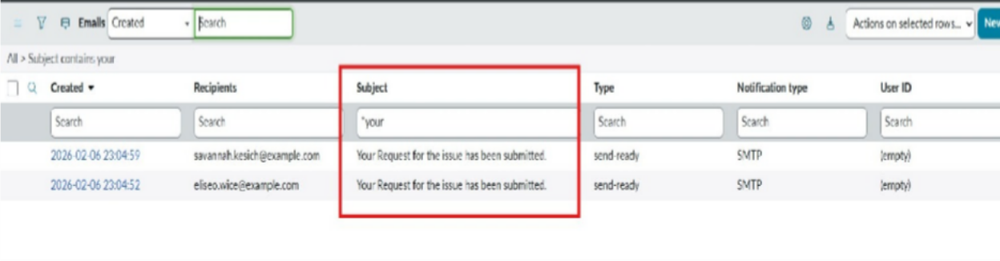 Emails Created Search Actions on selected rows... New
All > Subject contains your
Created Recipients Subject Type Notification type User ID
Search Search *your Search Search Search
2026-02-06 23:04:59 savannah.kesich@example.com Your Request for the issue has been submitted. send-ready SMTP (empty)
2026-02-06 23:04:52 eliseo.wice@example.com Your Request for the issue has been submitted. send-ready SMTP (empty)